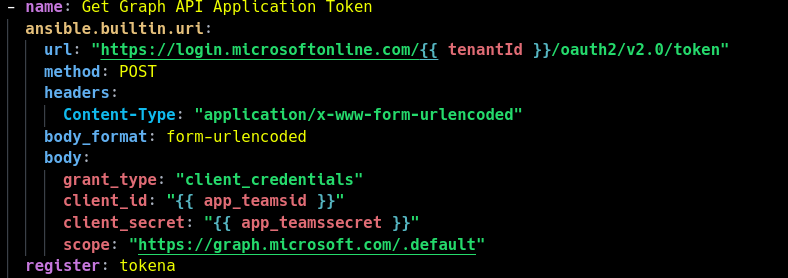 - name: Get Graph API Application Token
  ansible.builtin.uri:
    url: "https://login.microsoftonline.com/{{ tenantId }}/oauth2/v2.0/token"
    method: POST
    headers:
      Content-Type: "application/x-www-form-urlencoded"
    body_format: form-urlencoded
    body:
      grant_type: "client_credentials"
      client_id: "{{ app_teamsid }}"
      client_secret: "{{ app_teamssecret }}"
      scope: "https://graph.microsoft.com/.default"
  register: tokena